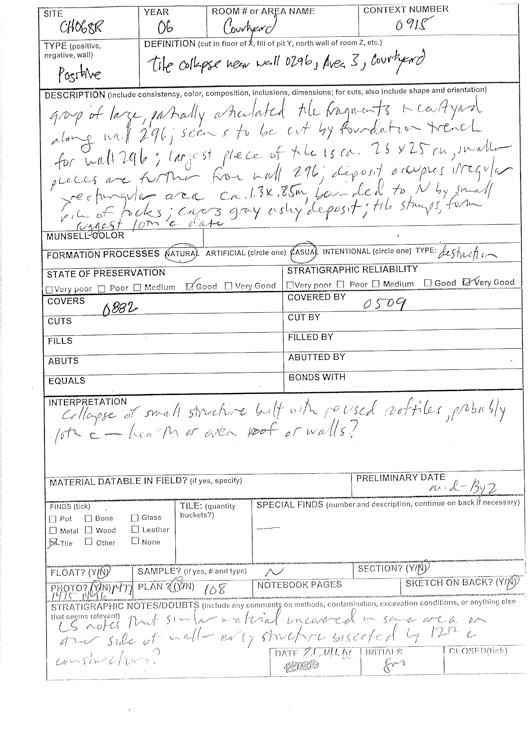 SITE YEAR ROOM # or AREA NAME CONTEXT NUMBER
CH06SR 06 Courtyard 0915
TYPE (positive, negative, wall) DEFINITION (cut in floor of X, fill of pit Y, north wall of room Z, etc.)
Positive tile collapse near wall 0296, Area 3, Courtyard
DESCRIPTION (include consistency, color, composition, inclusions, dimensions; for cuts, also include shape and orientation)
group of large, partially articulated tile fragments in courtyard
along wall 296; seems to be cut by foundation trench
for wall 296; largest piece of tile is ca. 25 x 25 cm, smaller
pieces are further from wall 296; deposit occupies irregular
rectangular area ca. 1.3 x .85m, bounded to N by small
pile of rocks; covers gray ashy deposit; tile stamps, form
suggest 10th c date
MUNSELL COLOR
FORMATION PROCESSES NATURAL ARTIFICIAL (circle one) CASUAL INTENTIONAL (circle one) TYPE: destruction
STATE OF PRESERVATION STRATIGRAPHIC RELIABILITY
Very poor Poor Medium Good Very Good Very poor Poor Medium Good Very Good
COVERS 0882 COVERED BY 0509
CUTS CUT BY
FILLS FILLED BY
ABUTS ABUTTED BY
EQUALS BONDS WITH
INTERPRETATION
Collapse of small structure built with reused rooftiles, probably
10th c — hearth or oven roof or walls?
MATERIAL DATABLE IN FIELD? (if yes, specify) PRELIMINARY DATE
mid-Byz
FINDS (tick) TILE: (quantity buckets?) SPECIAL FINDS (number and description, continue on back if necessary)
Pot Bone Glass
Metal Wood Leather
Tile Other None
FLOAT? (Y/N) SAMPLE? (if yes, # and type) N SECTION? (Y/N)
PHOTO? (Y/N) 1477 PLAN? (Y/N) 108 NOTEBOOK PAGES SKETCH ON BACK? (Y/N)
STRATIGRAPHIC NOTES/DOUBTS (include any comments on methods, contamination, excavation conditions, or anything else
that seems relevant) LS notes that similar material uncovered in same area on
other side of wall - early structure bisected by 12th c
construction?
DATE INITIALS CLOSED(tick)